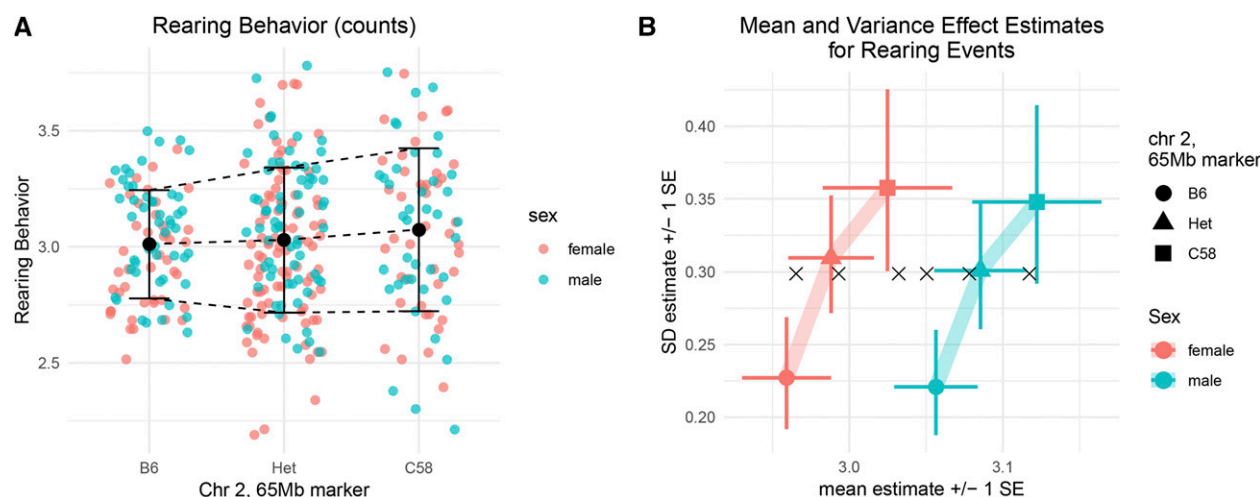 A
Rearing Behavior (counts)
Rearing Behavior
3.5
3.0
2.5
B6
Het
C58
Chr 2, 65Mb marker
sex
female
male
B
Mean and Variance Effect Estimates
for Rearing Events
SD estimate +/− 1 SE
0.40
0.35
0.30
0.25
0.20
3.0
3.1
mean estimate +/− 1 SE
chr 2,
65Mb marker
B6
Het
C58
Sex
female
male